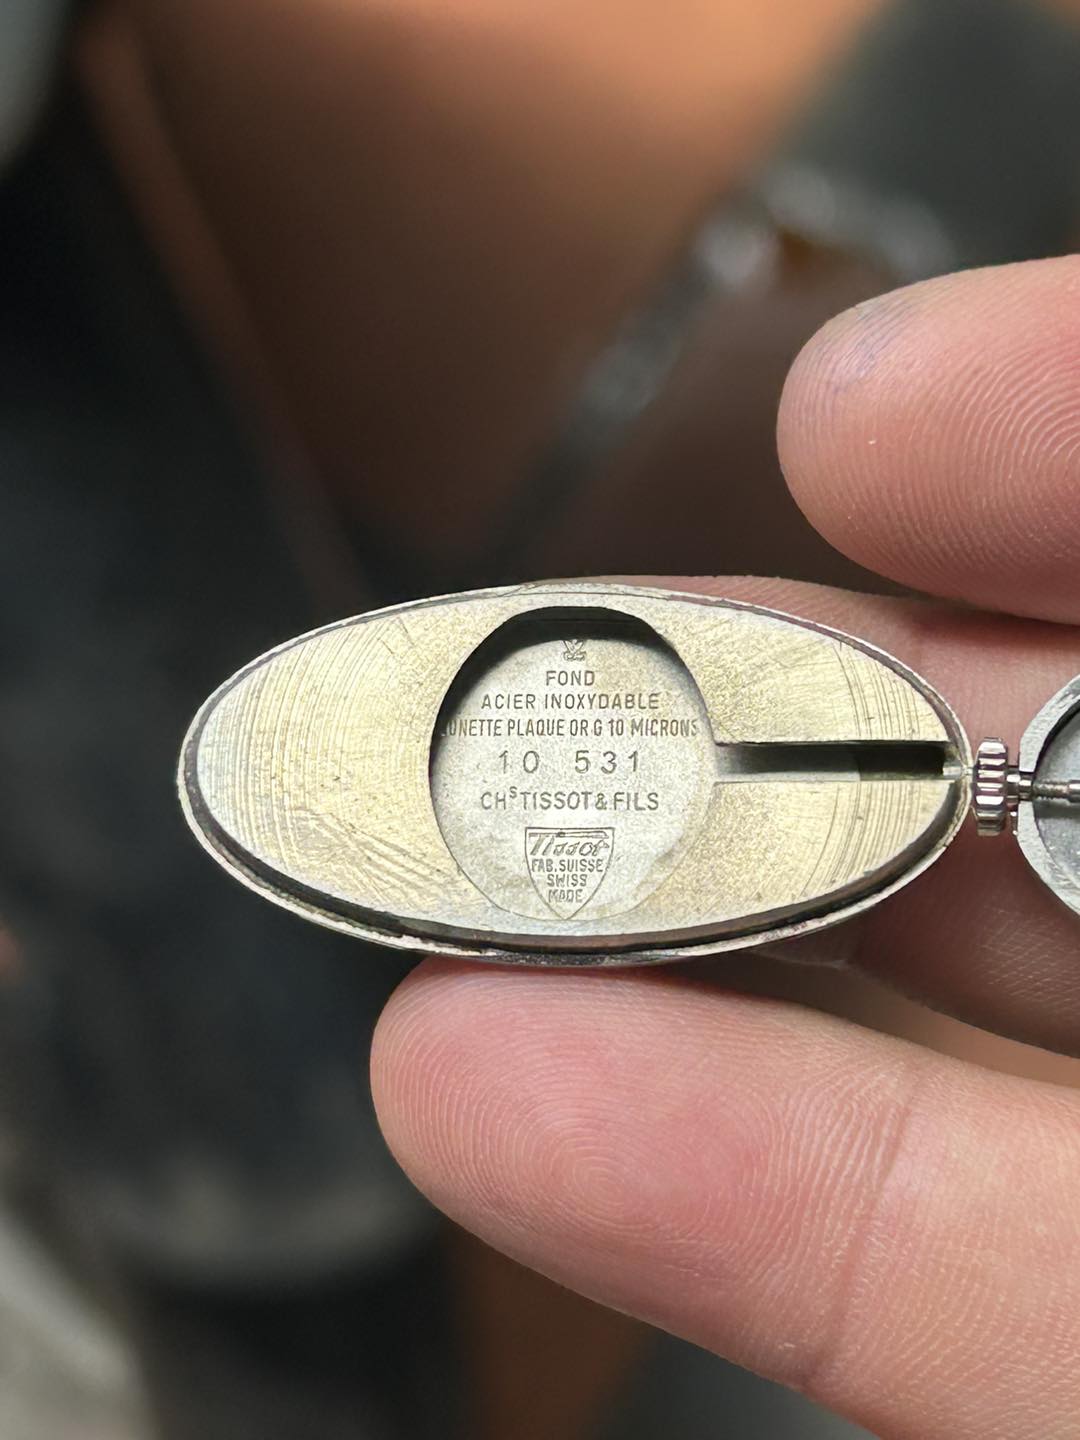 FOND
ACIER INOXYDABLE
UNETTE PLAQUE OR G 10 MICRONS
10 531
CHS TISSOT & FILS
Tissot
FAB. SUISSE
SWISS
MADE